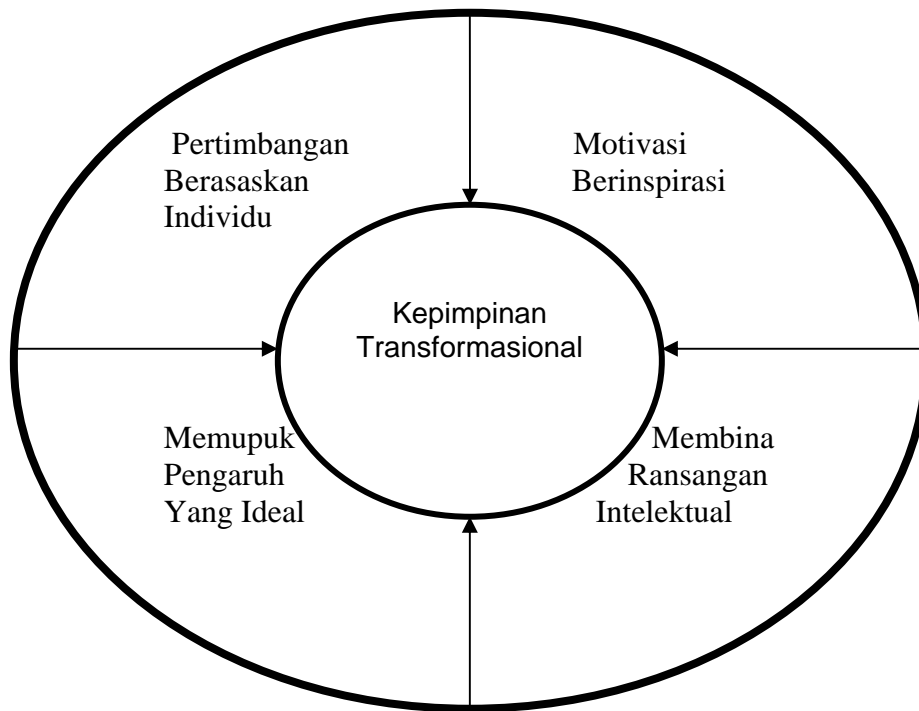 Pertimbangan
Berasaskan
Individu
Motivasi
Berinspirasi
Kepimpinan
Transformasional
Memupuk
Pengaruh
Yang Ideal
Membina
Ransangan
Intelektual